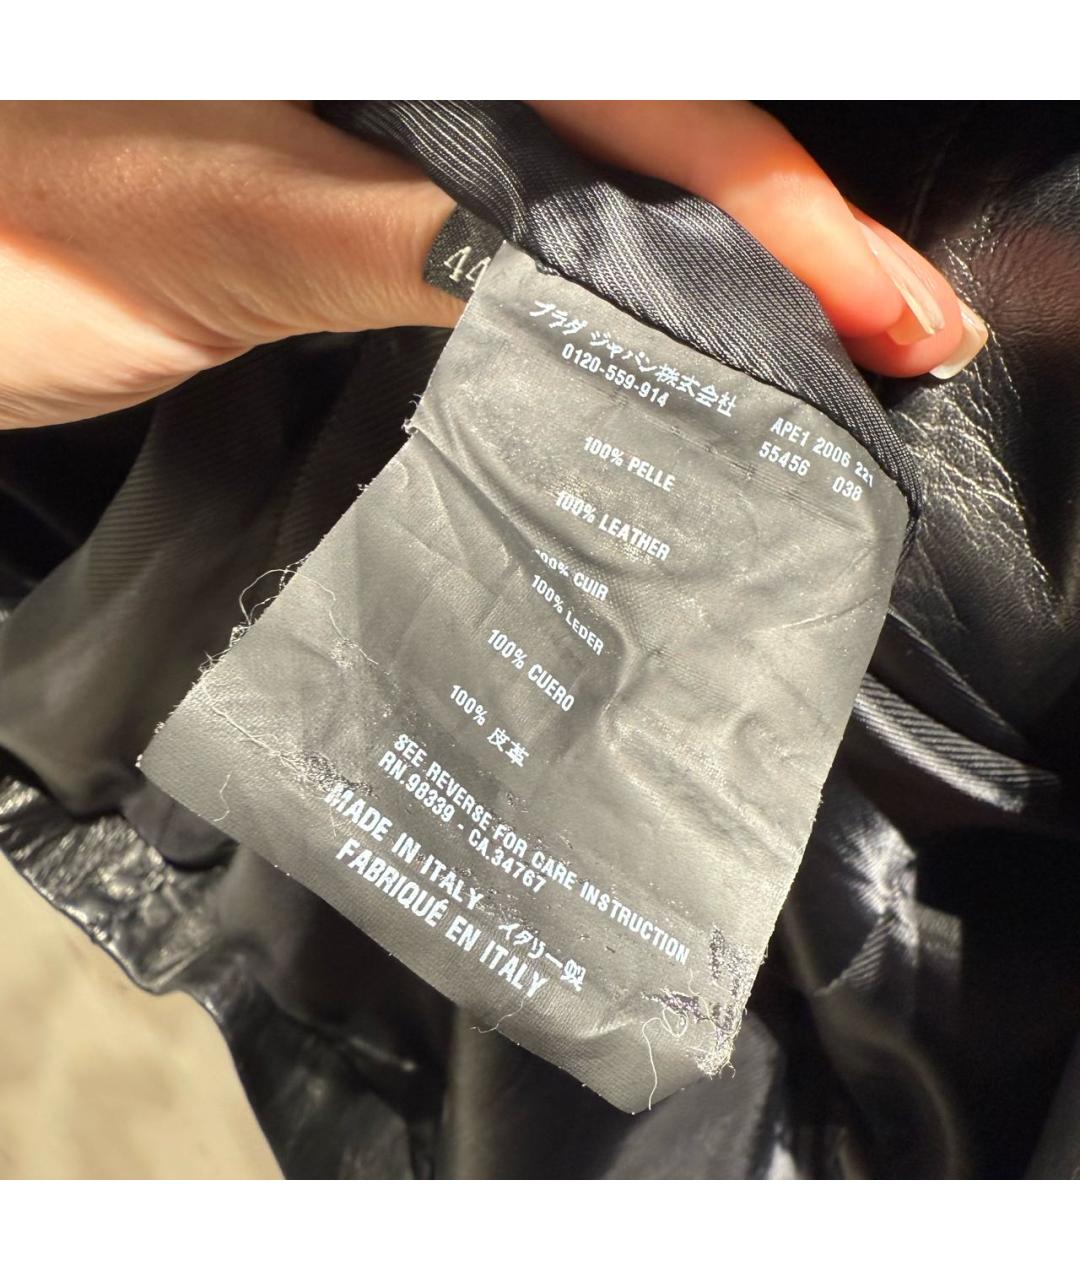 44
プラダ ジャパン株式会社
0120-559-914
APE1 2006 221
55456 038
100% PELLE
100% LEATHER
100% CUIR
100% LEDER
100% CUERO
100% 皮革
SEE REVERSE FOR CARE INSTRUCTION
RN.98339 - CA.34767
MADE IN ITALY イタリー製
FABRIQUÉ EN ITALY